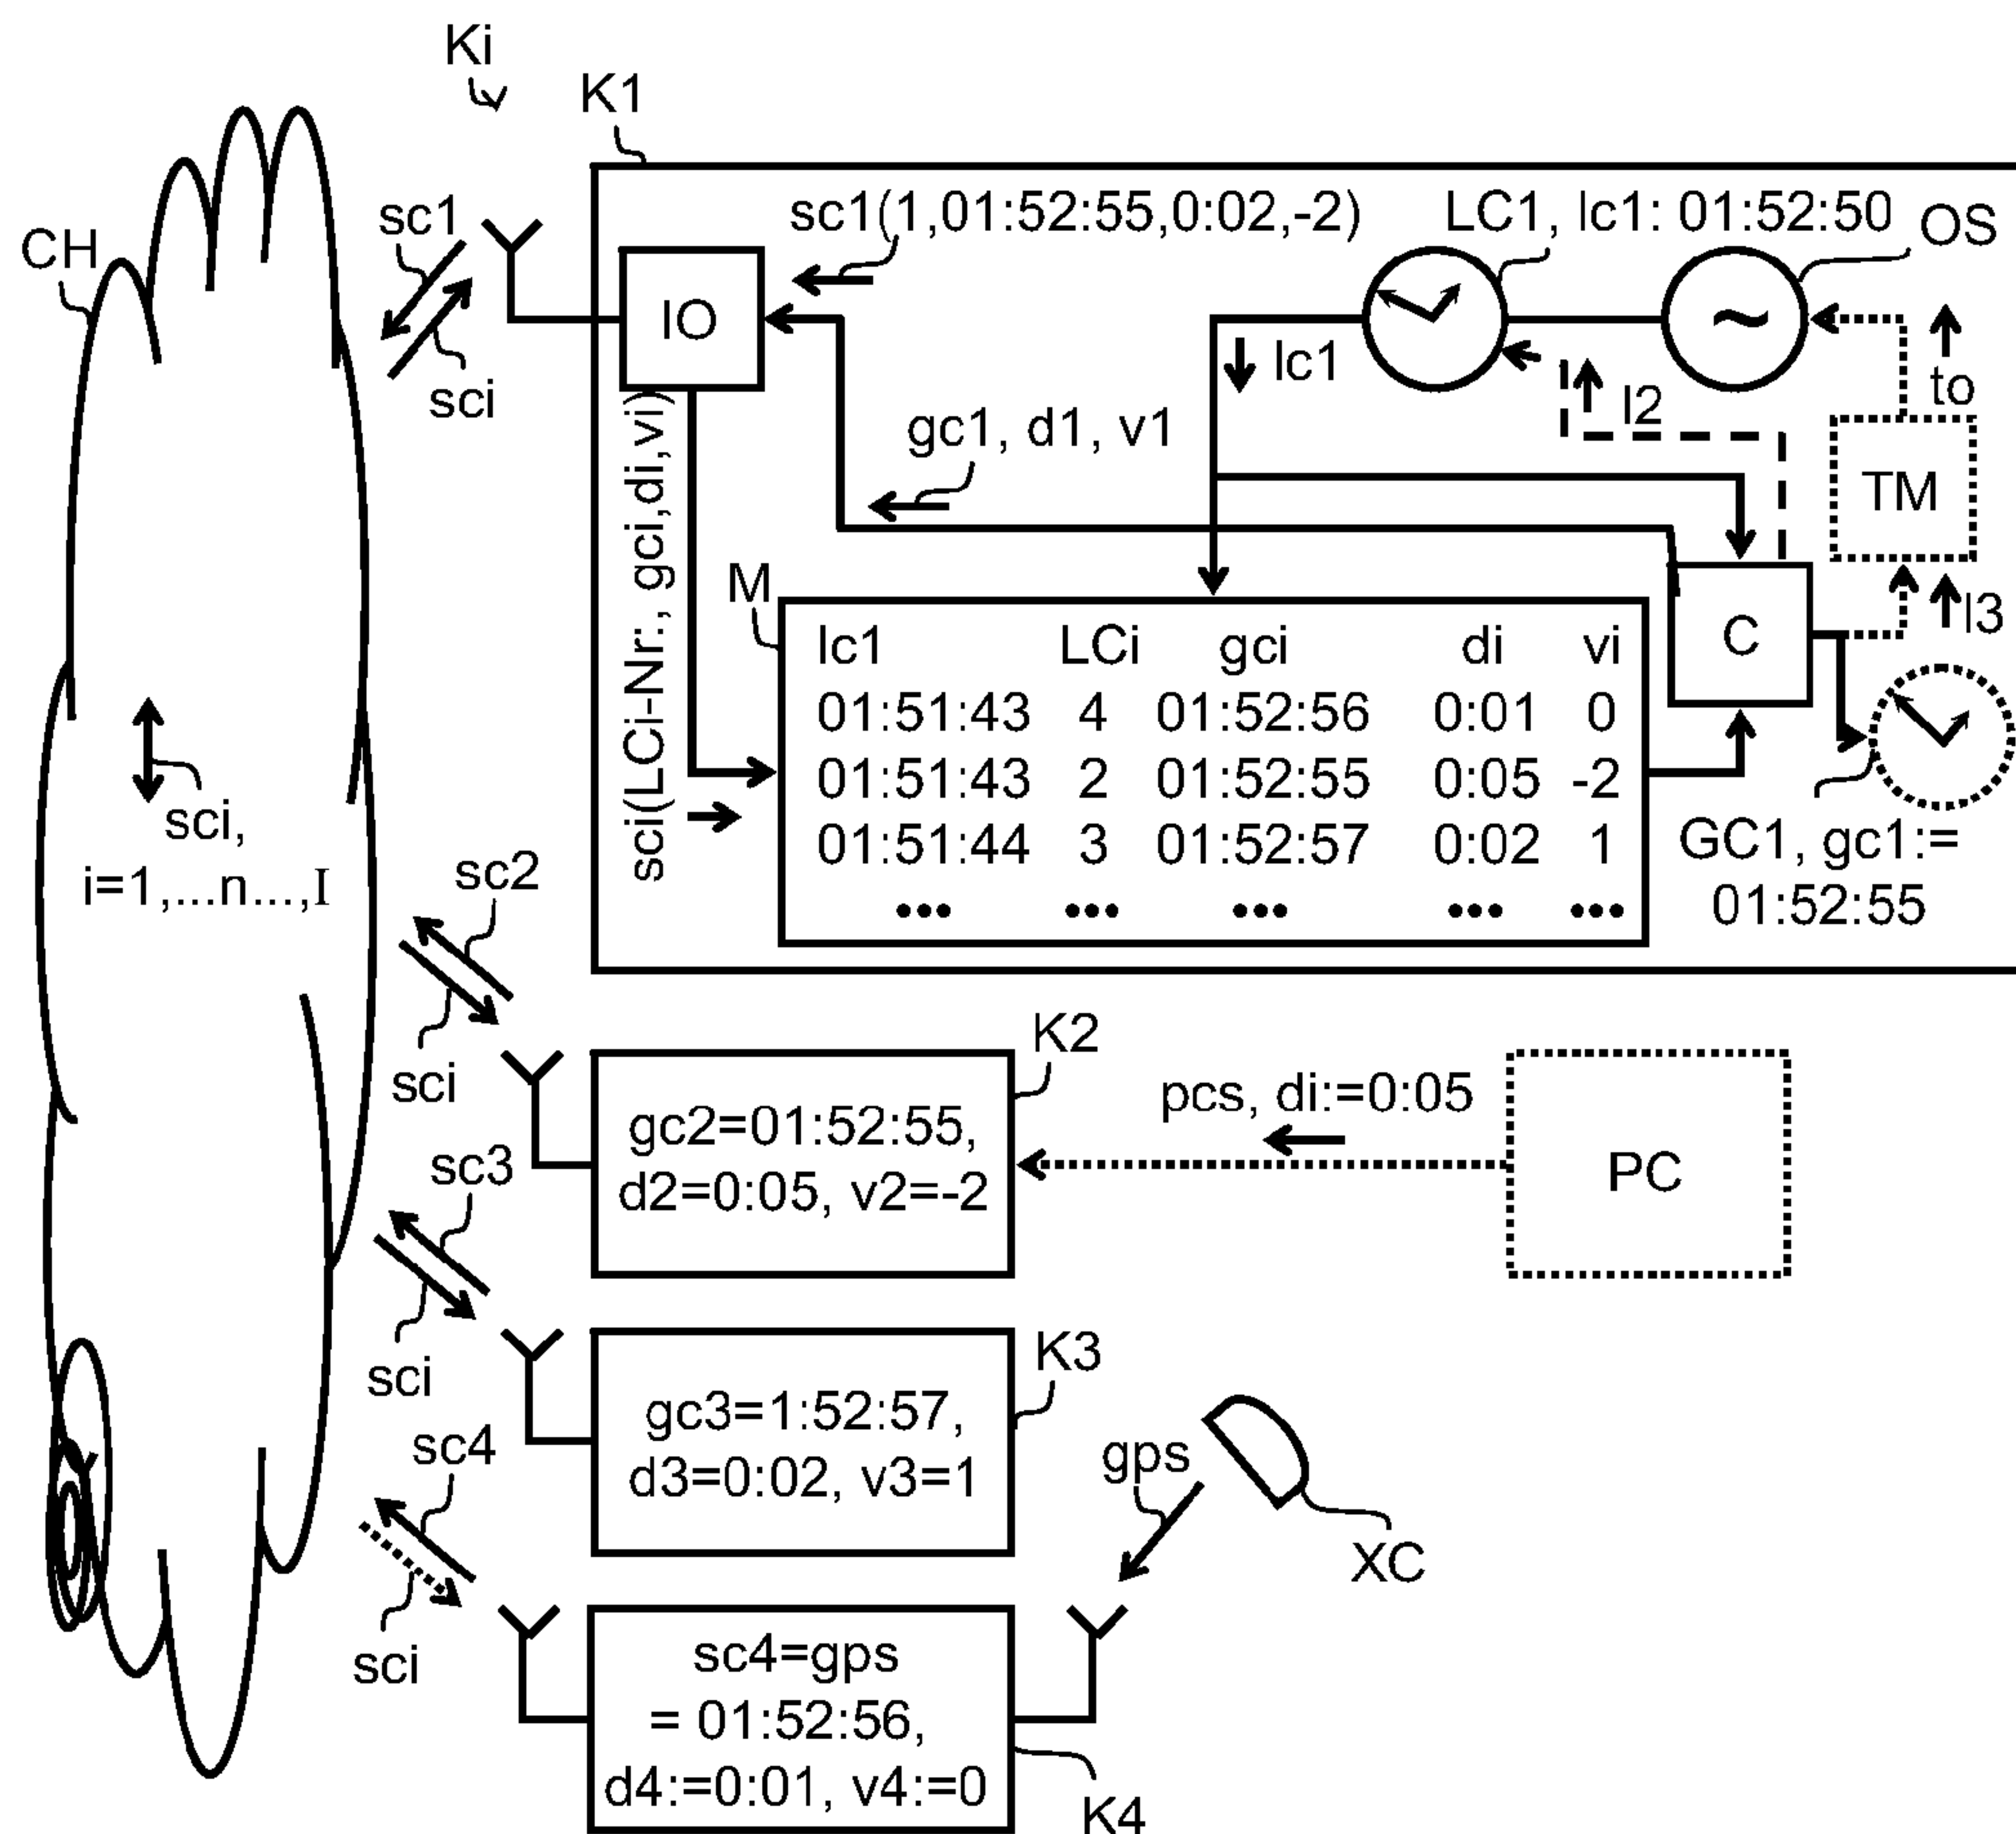 Ki
K1
CH
sc1
sci
sc1(1,01:52:55,0:02,-2)
LC1, lc1: 01:52:50
OS
IO
~
lc1
l2
to
TM
gc1, d1, v1
sci(LCi-Nr:, gci,di,vi)
M
C
l3
lc1 LCi gci di vi
01:51:43 4 01:52:56 0:01 0
01:51:43 2 01:52:55 0:05 -2
01:51:44 3 01:52:57 0:02 1
... ... ... ... ...
GC1, gc1:=
01:52:55
sci,
i=1,...n...,I
sc2
sci
K2
gc2=01:52:55,
d2=0:05, v2=-2
pcs, di:=0:05
PC
sc3
sci
K3
gc3=1:52:57,
d3=0:02, v3=1
gps
XC
sc4
sci
sc4=gps
= 01:52:56,
d4:=0:01, v4:=0
K4